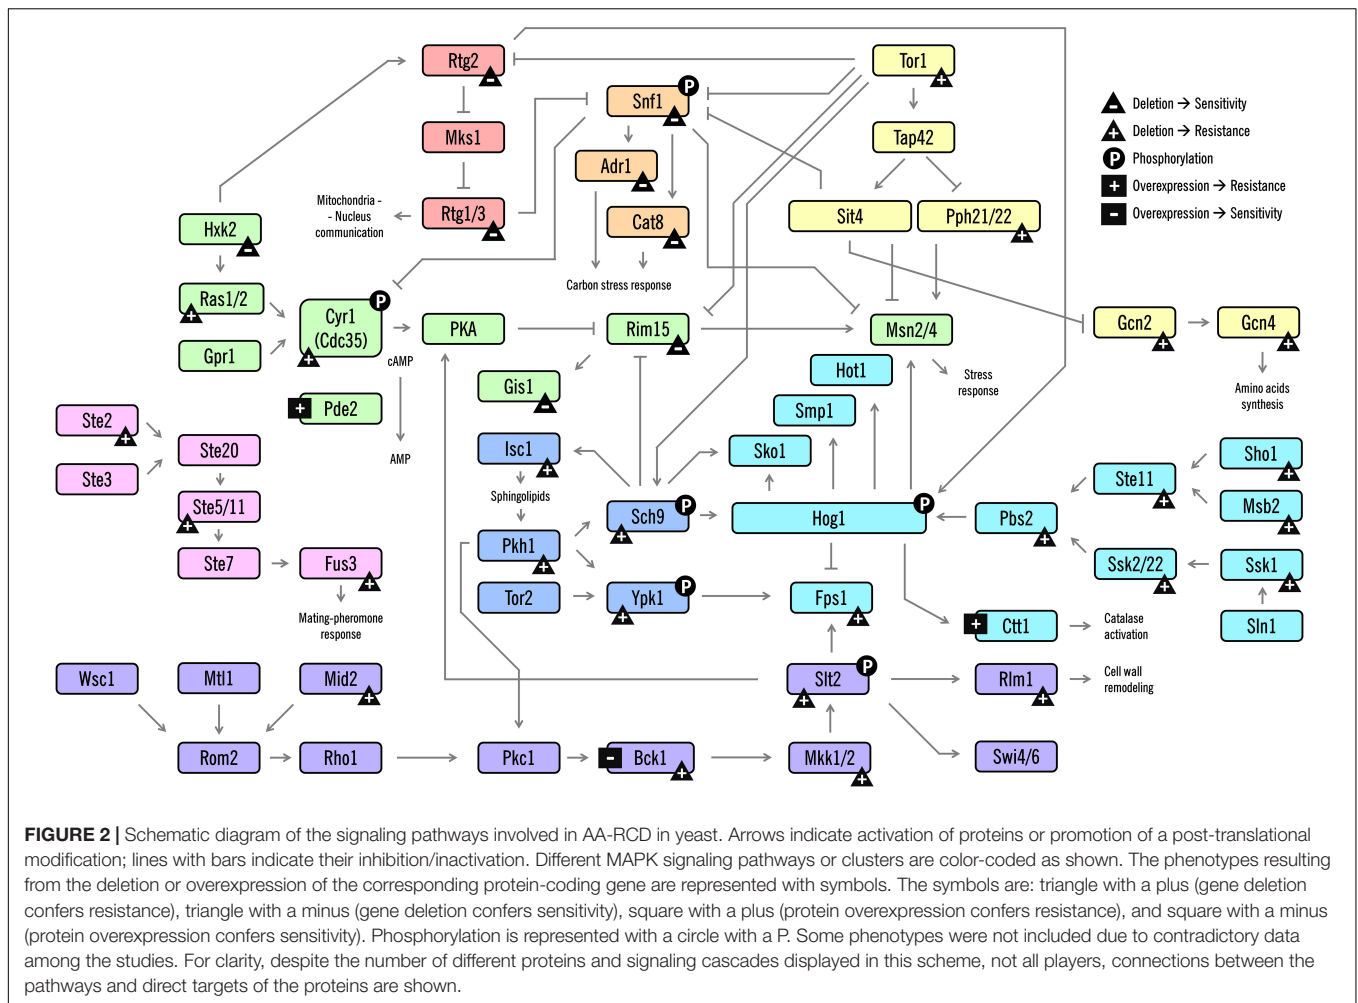 Rtg2
Tor1
Snf1
P
Mks1
Tap42
Adr1
Mitochondria -
- Nucleus
communication
Rtg1/3
Cat8
Sit4
Pph21/22
Hxk2
Carbon stress response
Ras1/2
Cyr1
(Cdc35)
P
PKA
Rim15
Msn2/4
Gcn2
Gcn4
Gpr1
cAMP
Hot1
Stress
response
Amino acids
synthesis
Gis1
Pde2
Smp1
Ste2
Ste20
AMP
Isc1
Sko1
Sho1
Ste3
Sphingolipids
Ste11
Ste5/11
Sch9
P
Hog1
P
Pbs2
Msb2
Ste7
Fus3
Pkh1
Ssk2/22
Ssk1
Tor2
Ypk1
P
Fps1
Mating-pheromone
response
Ctt1
Catalase
activation
Sln1
Wsc1
Mtl1
Mid2
Slt2
P
Rlm1
Cell wall
remodeling
Rom2
Rho1
Pkc1
Bck1
Mkk1/2
Swi4/6
Deletion → Sensitivity
Deletion → Resistance
P Phosphorylation
+ Overexpression → Resistance
- Overexpression → Sensitivity
FIGURE 2 | Schematic diagram of the signaling pathways involved in AA-RCD in yeast. Arrows indicate activation of proteins or promotion of a post-translational
modification; lines with bars indicate their inhibition/inactivation. Different MAPK signaling pathways or clusters are color-coded as shown. The phenotypes resulting
from the deletion or overexpression of the corresponding protein-coding gene are represented with symbols. The symbols are: triangle with a plus (gene deletion
confers resistance), triangle with a minus (gene deletion confers sensitivity), square with a plus (protein overexpression confers resistance), and square with a minus
(protein overexpression confers sensitivity). Phosphorylation is represented with a circle with a P. Some phenotypes were not included due to contradictory data
among the studies. For clarity, despite the number of different proteins and signaling cascades displayed in this scheme, not all players, connections between the
pathways and direct targets of the proteins are shown.